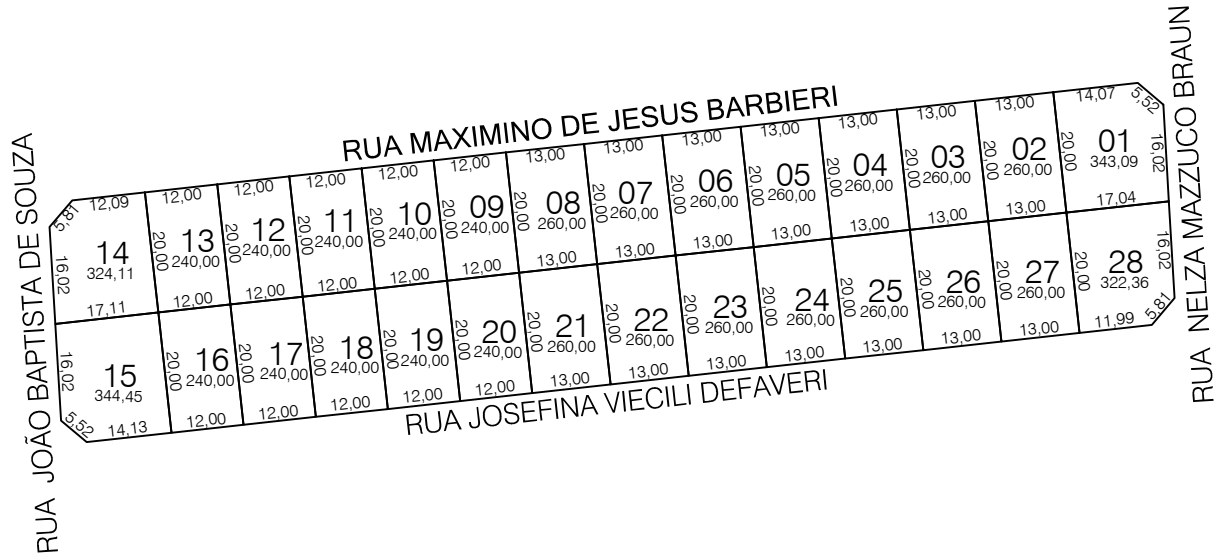 RUA MAXIMINO DE JESUS BARBIERI
RUA JOÃO BAPTISTA DE SOUZA
RUA NELZA MAZZUCO BRAUN
RUA JOSEFINA VIECILI DEFAVERI
5,81 12,09 16,02 14 324,11 17,11
12,00 20,00 13 240,00 12,00
12,00 20,00 12 240,00 12,00
12,00 20,00 11 240,00 12,00
12,00 20,00 10 240,00 12,00
12,00 20,00 09 240,00 12,00
13,00 20,00 08 260,00 13,00
13,00 20,00 07 260,00 13,00
13,00 20,00 06 260,00 13,00
13,00 20,00 05 260,00 13,00
13,00 20,00 04 260,00 13,00
13,00 20,00 03 260,00 13,00
13,00 20,00 02 260,00 13,00
14,07 5,52 20,00 01 343,09 16,02 17,04
16,02 15 344,45 5,52 14,13
20,00 16 240,00 12,00
20,00 17 240,00 12,00
20,00 18 240,00 12,00
20,00 19 240,00 12,00
20,00 20 240,00 12,00
20,00 21 260,00 13,00
20,00 22 260,00 13,00
20,00 23 260,00 13,00
20,00 24 260,00 13,00
20,00 25 260,00 13,00
20,00 26 260,00 13,00
20,00 27 260,00 13,00
20,00 28 322,36 16,02 5,81 11,99